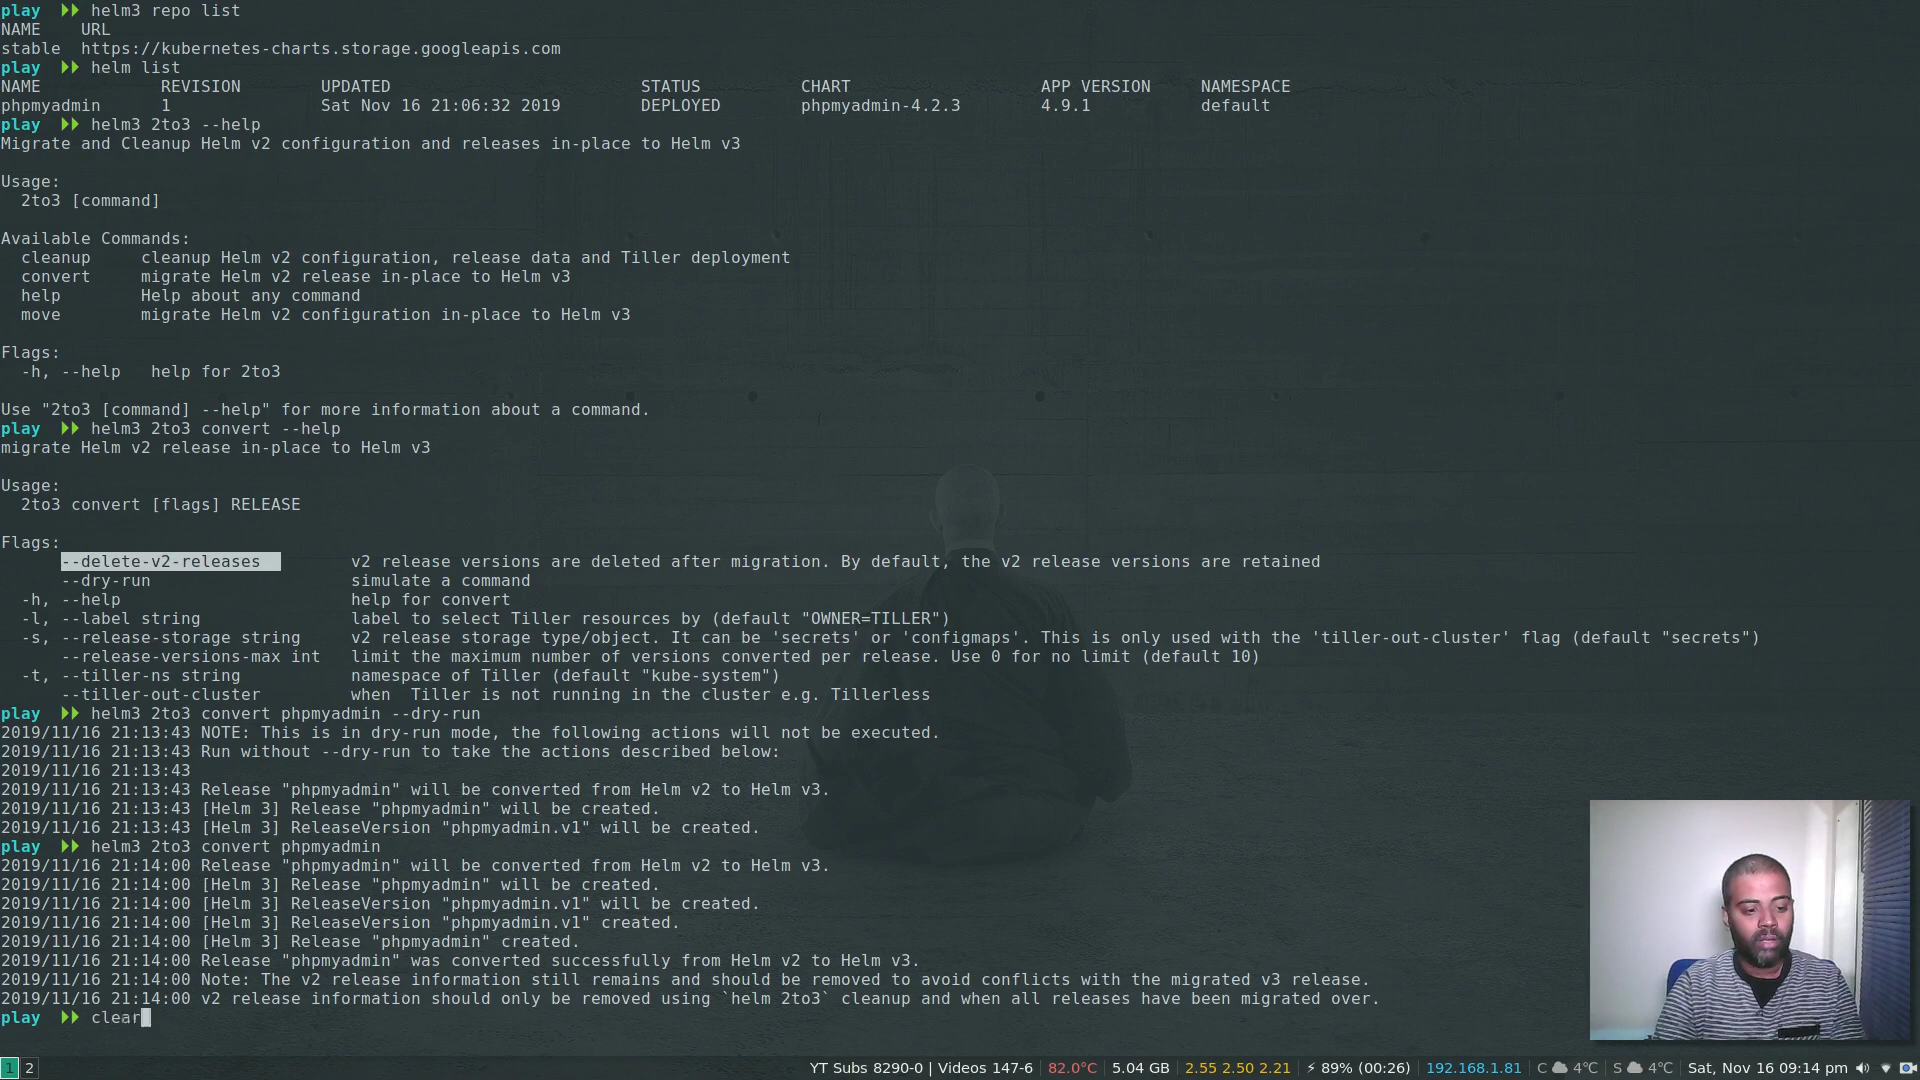 play helm3 repo list
NAME URL
stable https://kubernetes-charts.storage.googleapis.com
play helm list
NAME REVISION UPDATED STATUS CHART APP VERSION NAMESPACE
phpmyadmin 1 Sat Nov 16 21:06:32 2019 DEPLOYED phpmyadmin-4.2.3 4.9.1 default
play helm3 2to3 --help
Migrate and Cleanup Helm v2 configuration and releases in-place to Helm v3
Usage:
2to3 [command]
Available Commands:
cleanup cleanup Helm v2 configuration, release data and Tiller deployment
convert migrate Helm v2 release in-place to Helm v3
help Help about any command
move migrate Helm v2 configuration in-place to Helm v3
Flags:
-h, --help help for 2to3
Use "2to3 [command] --help" for more information about a command.
play helm3 2to3 convert --help
migrate Helm v2 release in-place to Helm v3
Usage:
2to3 convert [flags] RELEASE
Flags:
--delete-v2-releases v2 release versions are deleted after migration. By default, the v2 release versions are retained
--dry-run simulate a command
-h, --help help for convert
-l, --label string label to select Tiller resources by (default "OWNER=TILLER")
-s, --release-storage string v2 release storage type/object. It can be 'secrets' or 'configmaps'. This is only used with the 'tiller-out-cluster' flag (default "secrets")
--release-versions-max int limit the maximum number of versions converted per release. Use 0 for no limit (default 10)
-t, --tiller-ns string namespace of Tiller (default "kube-system")
--tiller-out-cluster when Tiller is not running in the cluster e.g. Tillerless
play helm3 2to3 convert phpmyadmin --dry-run
2019/11/16 21:13:43 NOTE: This is in dry-run mode, the following actions will not be executed.
2019/11/16 21:13:43 Run without --dry-run to take the actions described below:
2019/11/16 21:13:43
2019/11/16 21:13:43 Release "phpmyadmin" will be converted from Helm v2 to Helm v3.
2019/11/16 21:13:43 [Helm 3] Release "phpmyadmin" will be created.
2019/11/16 21:13:43 [Helm 3] ReleaseVersion "phpmyadmin.v1" will be created.
play helm3 2to3 convert phpmyadmin
2019/11/16 21:14:00 Release "phpmyadmin" will be converted from Helm v2 to Helm v3.
2019/11/16 21:14:00 [Helm 3] Release "phpmyadmin" will be created.
2019/11/16 21:14:00 [Helm 3] ReleaseVersion "phpmyadmin.v1" will be created.
2019/11/16 21:14:00 [Helm 3] ReleaseVersion "phpmyadmin.v1" created.
2019/11/16 21:14:00 [Helm 3] Release "phpmyadmin" created.
2019/11/16 21:14:00 Release "phpmyadmin" was converted successfully from Helm v2 to Helm v3.
2019/11/16 21:14:00 Note: The v2 release information still remains and should be removed to avoid conflicts with the migrated v3 release.
2019/11/16 21:14:00 v2 release information should only be removed using `helm 2to3` cleanup and when all releases have been migrated over.
play clear
1 2 YT Subs 8290-0 | Videos 147-6 82.0°C 5.04 GB 2.55 2.50 2.21 ⚡ 89% (00:26) 192.168.1.81 C 4℃ S 4℃ Sat, Nov 16 09:14 pm